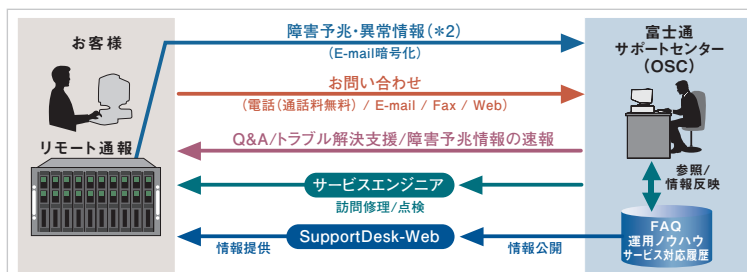 お客様
リモート通報
障害予兆・異常情報(*2)
(E-mail暗号化)
お問い合わせ
(電話(通話料無料) / E-mail / Fax / Web)
Q&A/トラブル解決支援/障害予兆情報の速報
サービスエンジニア
訪問修理/点検
情報提供
SupportDesk-Web
情報公開
富士通
サポートセンター
(OSC)
参照/
情報反映
FAQ
運用ノウハウ
サービス対応履歴